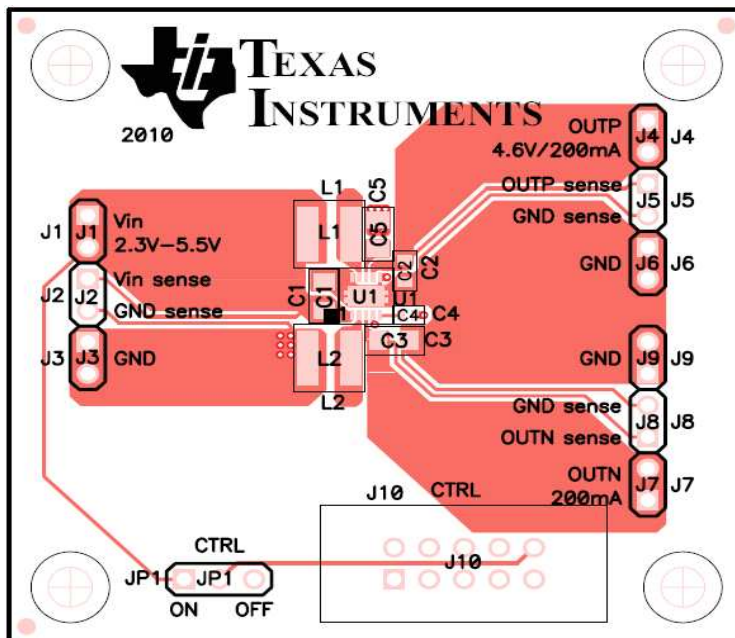 TEXAS
INSTRUMENTS
2010
OUTP
4.6V/200mA
J4
J4
OUTP sense
GND sense
J5
J5
GND
J6
J6
L1
L1
C5
C5
J1
J1
Vin
2.3V-5.5V
J2
J2
Vin sense
GND sense
J3
J3
GND
C1
C1
U1
U1
C2
C2
C4
C4
C3
C3
L2
L2
GND
J9
J9
GND sense
OUTN sense
J8
J8
OUTN
200mA
J7
J7
J10
CTRL
J10
CTRL
JP1
JP1
ON
OFF